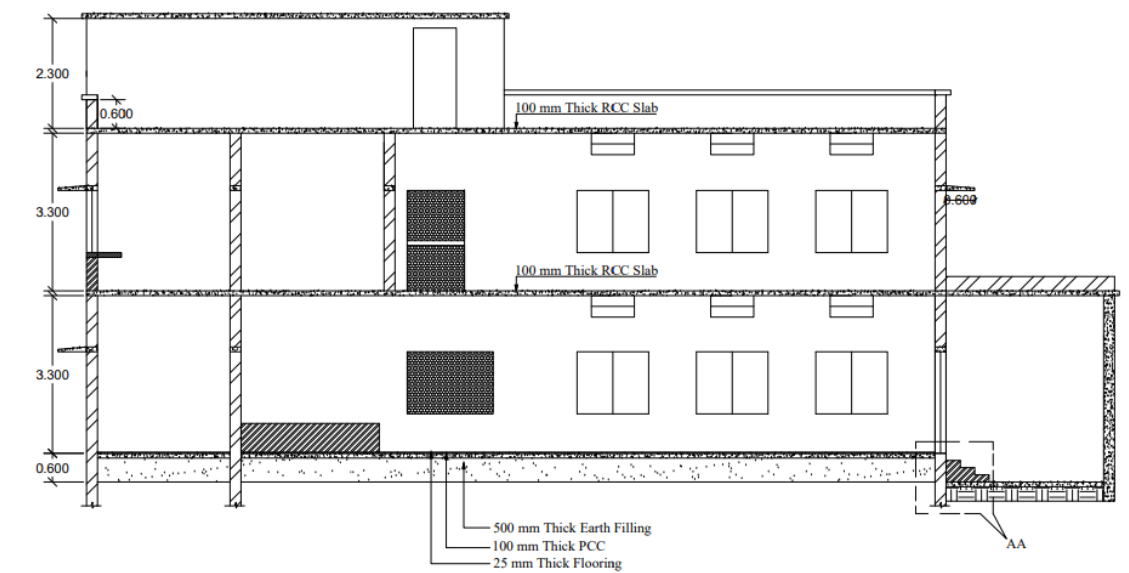 2.300
0.600
100 mm Thick RCC Slab
3.300
0.600
100 mm Thick RCC Slab
3.300
0.600
500 mm Thick Earth Filling
100 mm Thick PCC
25 mm Thick Flooring
AA